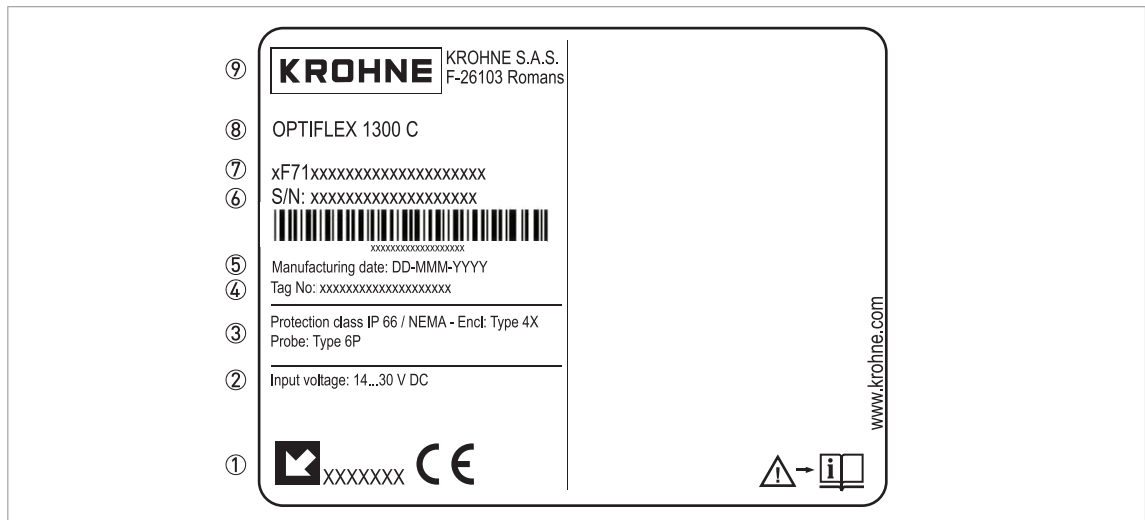 ⑨ KROHNE KROHNE S.A.S.
F-26103 Romans
⑧ OPTIFLEX 1300 C
⑦ xF71xxxxxxxxxxxxxxxxxxxx
⑥ S/N: xxxxxxxxxxxxxxxxxxx
xxxxxxxxxxxxxxxxxxx
⑤ Manufacturing date: DD-MMM-YYYY
④ Tag No: xxxxxxxxxxxxxxxxxxxx
③ Protection class IP 66 / NEMA - Encl: Type 4X
Probe: Type 6P
② Input voltage: 14...30 V DC
① XXXXXXX CE
www.krohne.com
! i